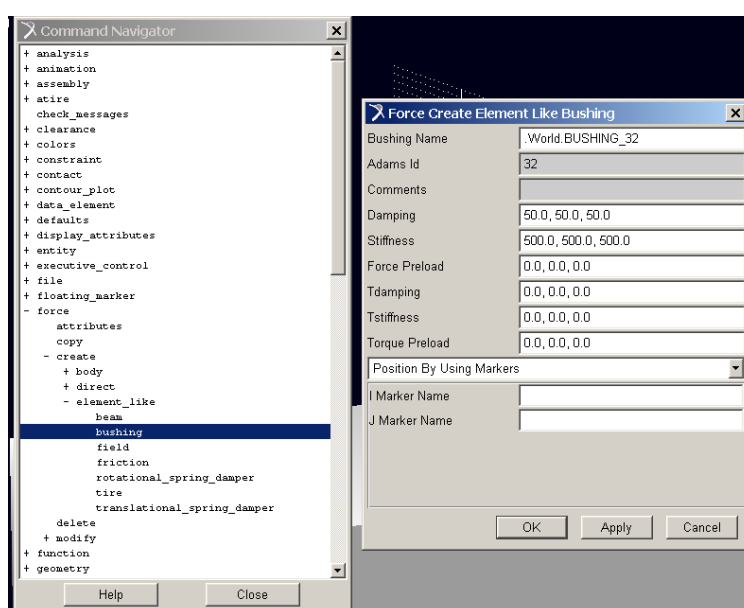 Command Navigator
+ analysis
+ animation
+ assembly
+ atire
check_messages
+ clearance
+ colors
+ constraint
+ contact
+ contour_plot
+ data_element
+ defaults
+ display_attributes
+ entity
+ executive_control
+ file
+ floating_marker
- force
attributes
copy
- create
+ body
+ direct
- element_like
beam
bushing
field
friction
rotational_spring_damper
tire
translational_spring_damper
delete
+ modify
+ function
+ geometry
Help Close
Force Create Element Like Bushing
Bushing Name .World.BUSHING_32
Adams Id 32
Comments
Damping 50.0, 50.0, 50.0
Stiffness 500.0, 500.0, 500.0
Force Preload 0.0, 0.0, 0.0
Tdamping 0.0, 0.0, 0.0
Tstiffness 0.0, 0.0, 0.0
Torque Preload 0.0, 0.0, 0.0
Position By Using Markers
I Marker Name
J Marker Name
OK Apply Cancel